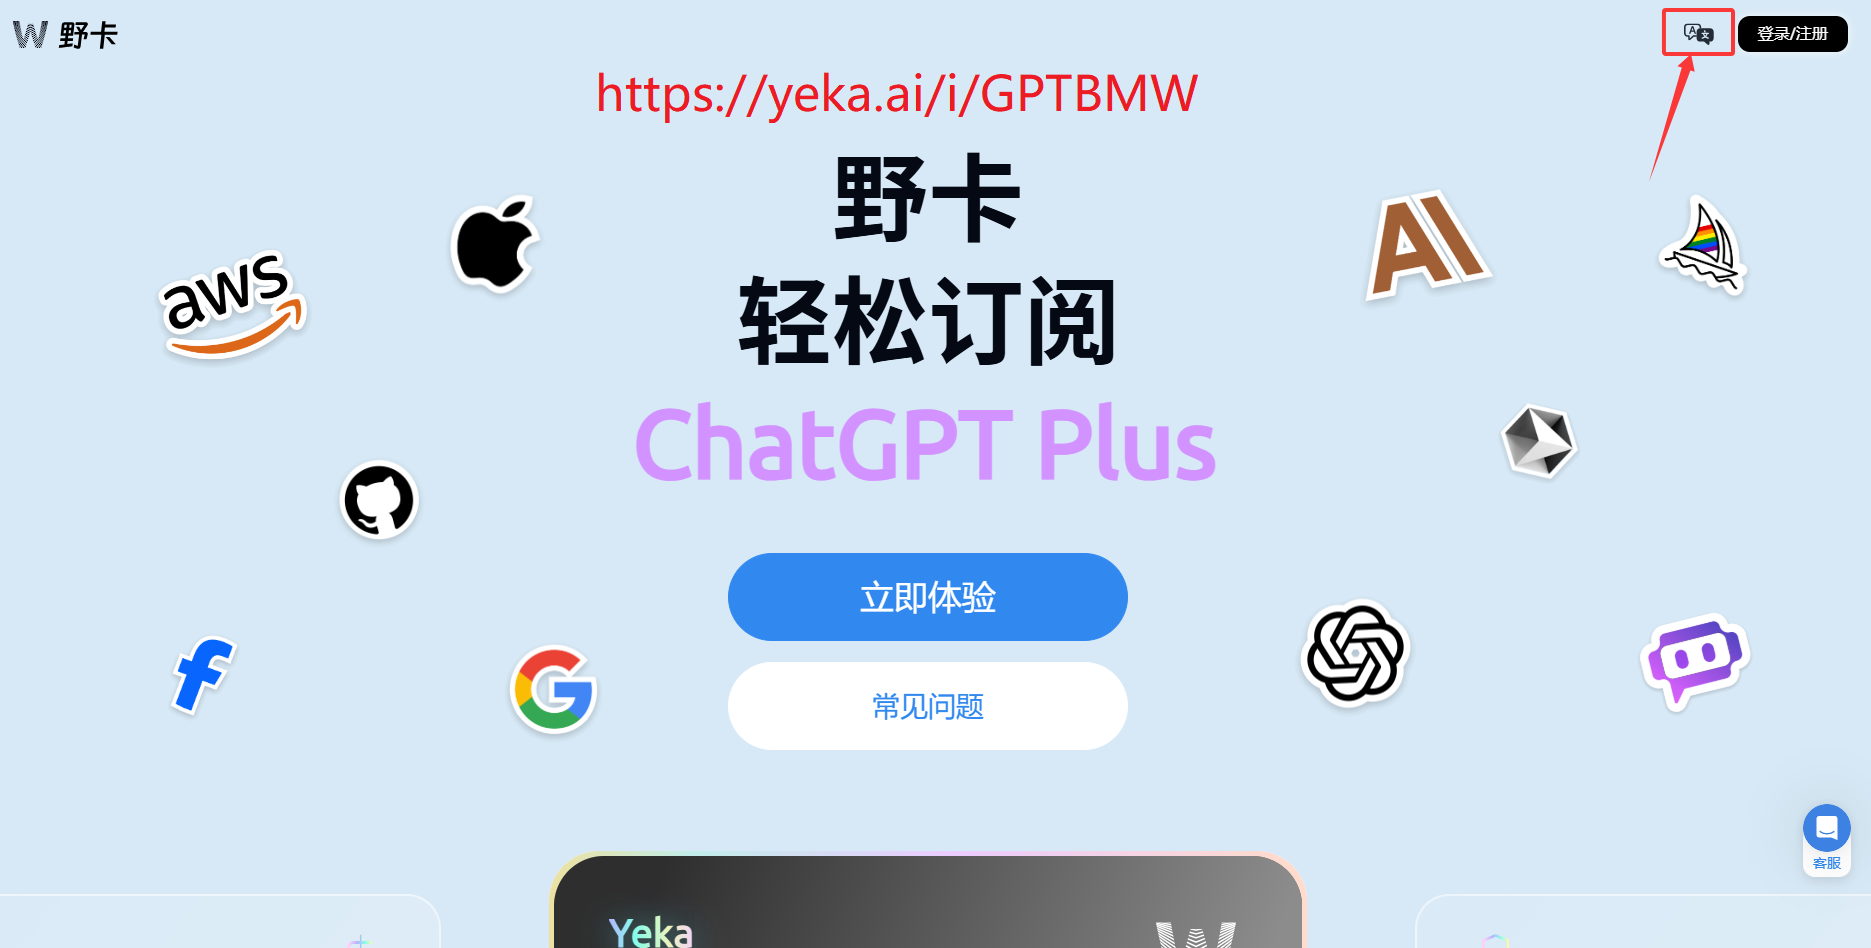 野卡
登录/注册
https://yeka.ai/i/GPTBMW
野卡
轻松订阅
ChatGPT Plus
aws
AI
立即体验
常见问题
客服
Yeka